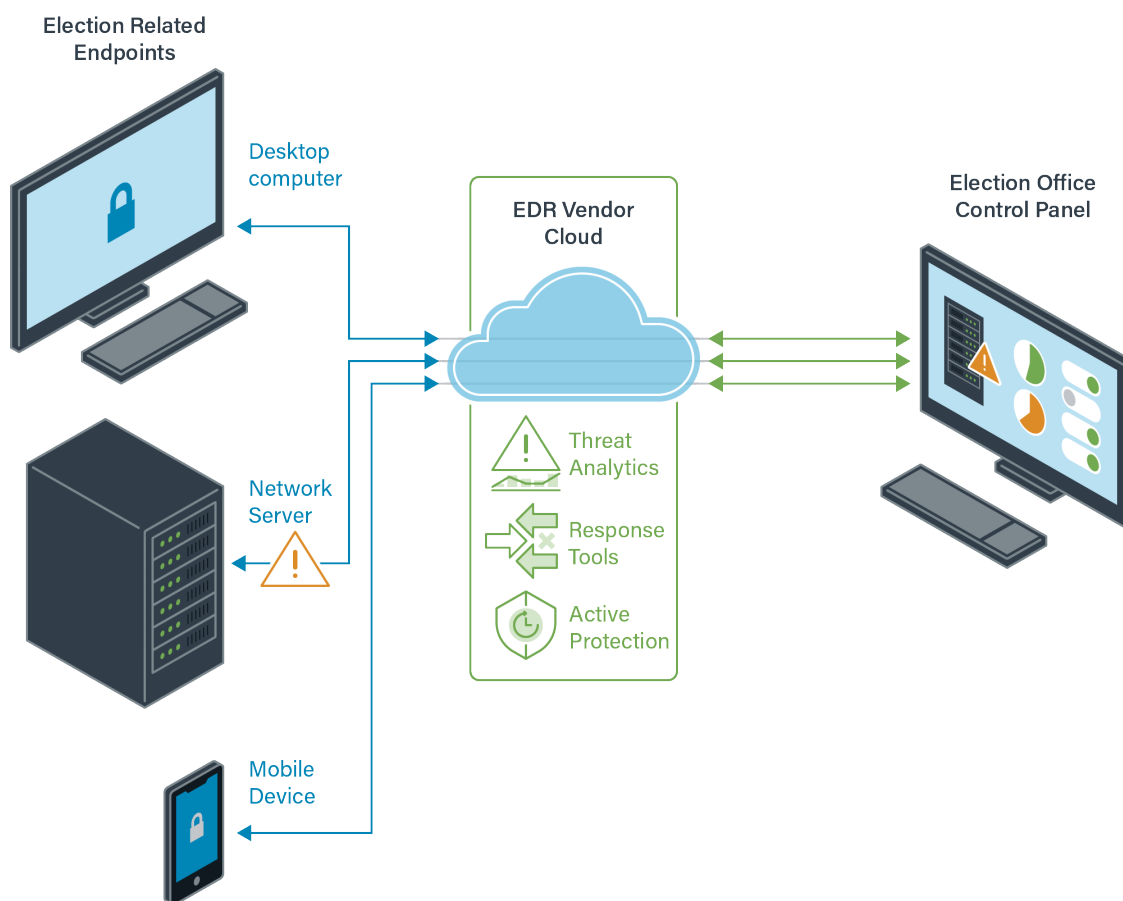 Election Related
Endpoints
Desktop
computer
EDR Vendor
Cloud
Election Office
Control Panel
Threat
Analytics
Network
Server
Response
Tools
Active
Protection
Mobile
Device